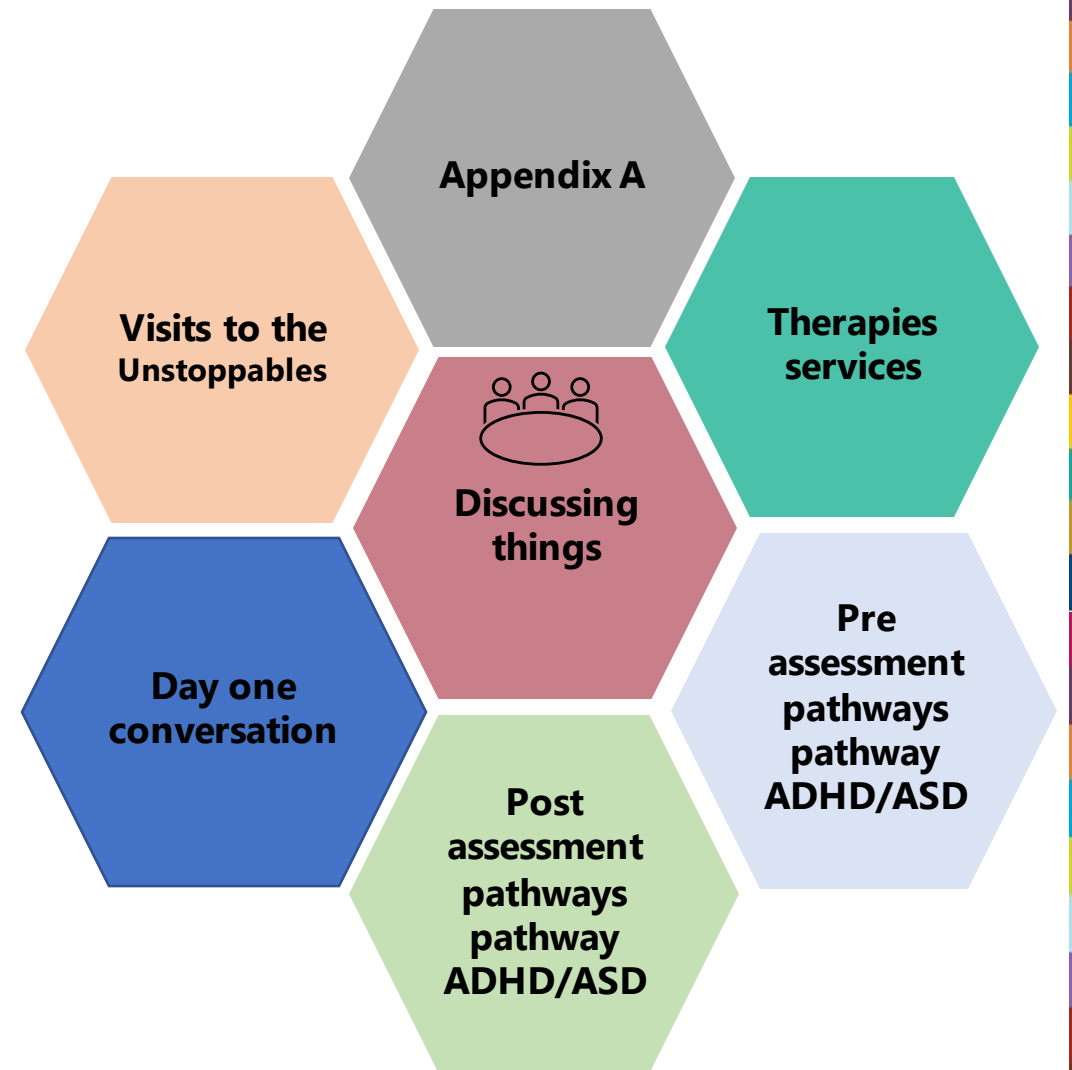 Appendix A
Visits to the
Unstoppables
Therapies
services
Discussing
things
Day one
conversation
Pre
assessment
pathways
pathway
ADHD/ASD
Post
assessment
pathways
pathway
ADHD/ASD